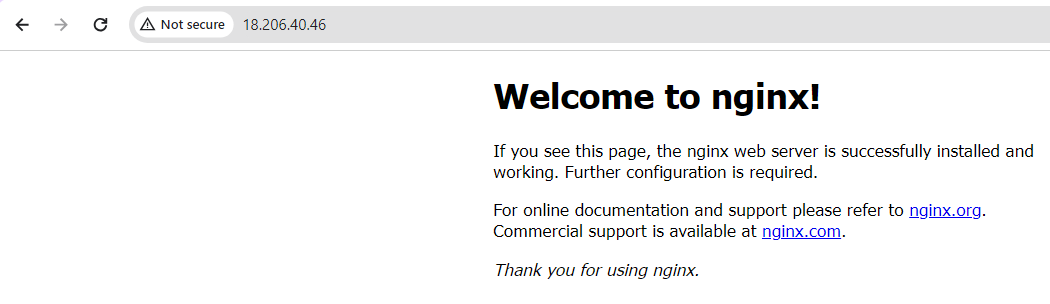 Not secure 18.206.40.46
Welcome to nginx!
If you see this page, the nginx web server is successfully installed and
working. Further configuration is required.
For online documentation and support please refer to nginx.org.
Commercial support is available at nginx.com.
Thank you for using nginx.